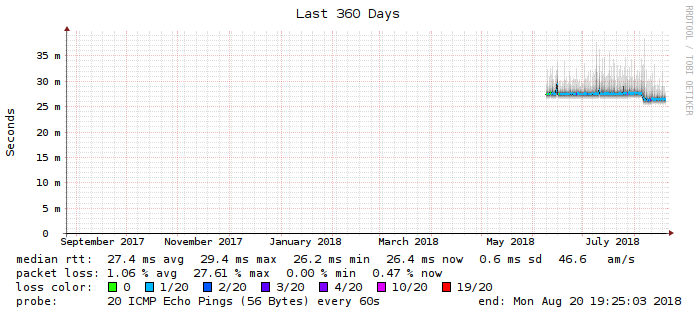 Last 360 Days
RRDTOOL / TOBI OETIKER
Seconds
35 m
30 m
25 m
20 m
15 m
10 m
5 m
0
September 2017 November 2017 January 2018 March 2018 May 2018 July 2018
median rtt: 27.4 ms avg 29.4 ms max 26.2 ms min 26.4 ms now 0.6 ms sd 46.6 am/s
packet loss: 1.06 % avg 27.61 % max 0.00 % min 0.47 % now
loss color: 0 1/20 2/20 3/20 4/20 10/20 19/20
probe: 20 ICMP Echo Pings (56 Bytes) every 60s end: Mon Aug 20 19:25:03 2018